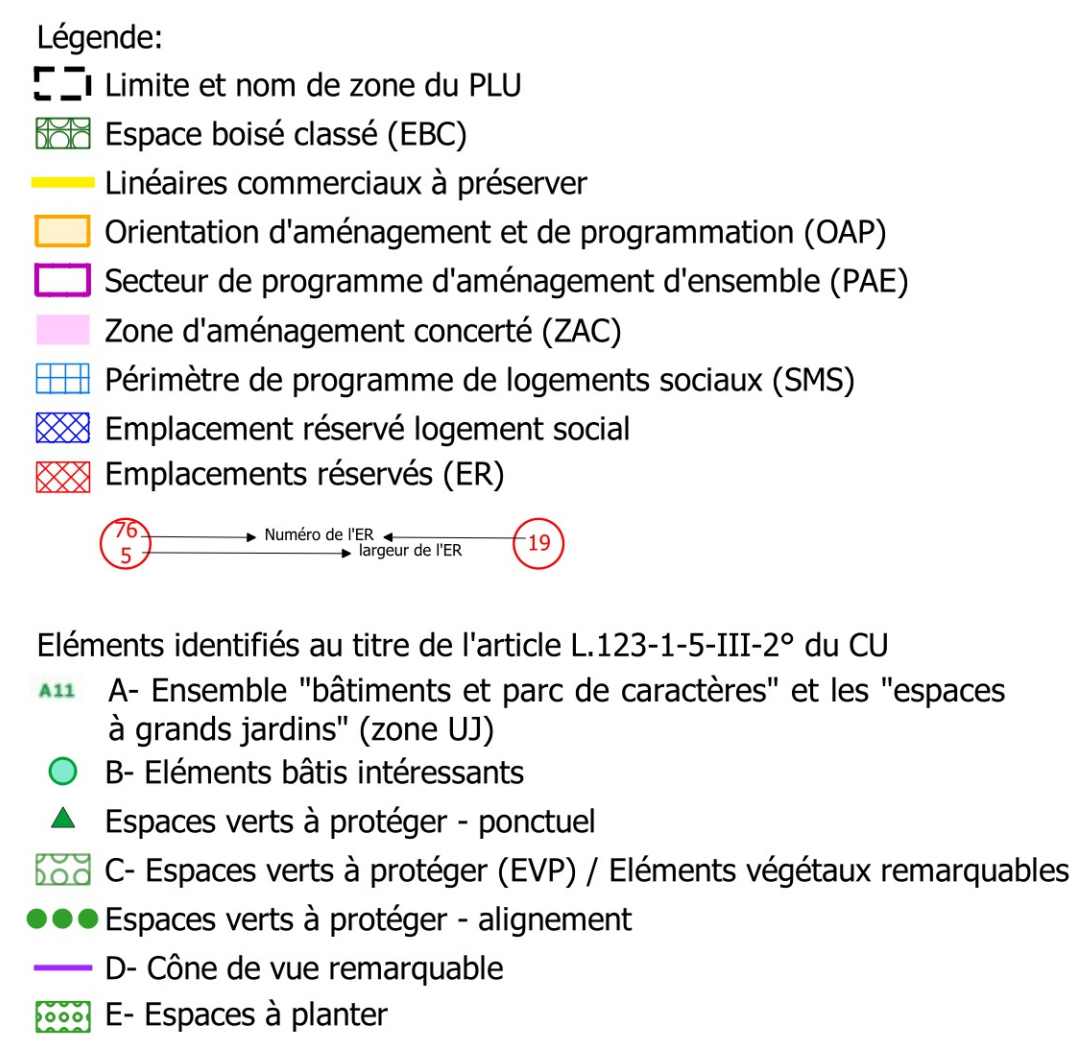 Légende:
Limite et nom de zone du PLU
Espace boisé classé (EBC)
Linéaires commerciaux à préserver
Orientation d'aménagement et de programmation (OAP)
Secteur de programme d'aménagement d'ensemble (PAE)
Zone d'aménagement concerté (ZAC)
Périmètre de programme de logements sociaux (SMS)
Emplacement réservé logement social
Emplacements réservés (ER)
76 Numéro de l'ER 19
5 largeur de l'ER
Eléments identifiés au titre de l'article L.123-1-5-III-2° du CU
A11 A- Ensemble "bâtiments et parc de caractères" et les "espaces
à grands jardins" (zone UJ)
B- Eléments bâtis intéressants
Espaces verts à protéger - ponctuel
C- Espaces verts à protéger (EVP) / Eléments végétaux remarquables
Espaces verts à protéger - alignement
D- Cône de vue remarquable
E- Espaces à planter